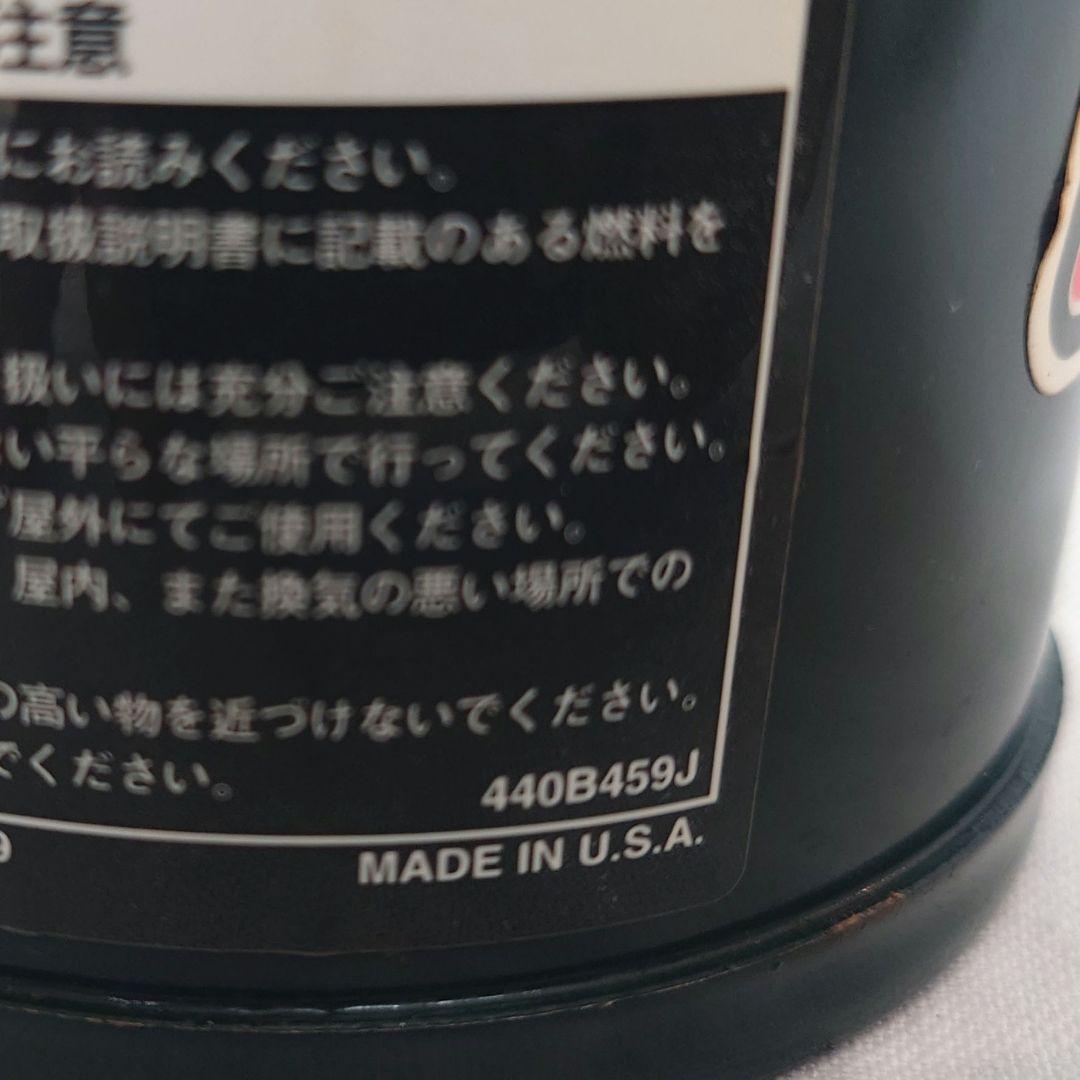 注意
にお読みください。
取扱説明書に記載のある燃料を
扱いには充分ご注意ください。
い平らな場所で行ってください。
屋外にてご使用ください。
屋内、また換気の悪い場所での
の高い物を近づけないでください。
でください。
440B459J
9
MADE IN U.S.A.